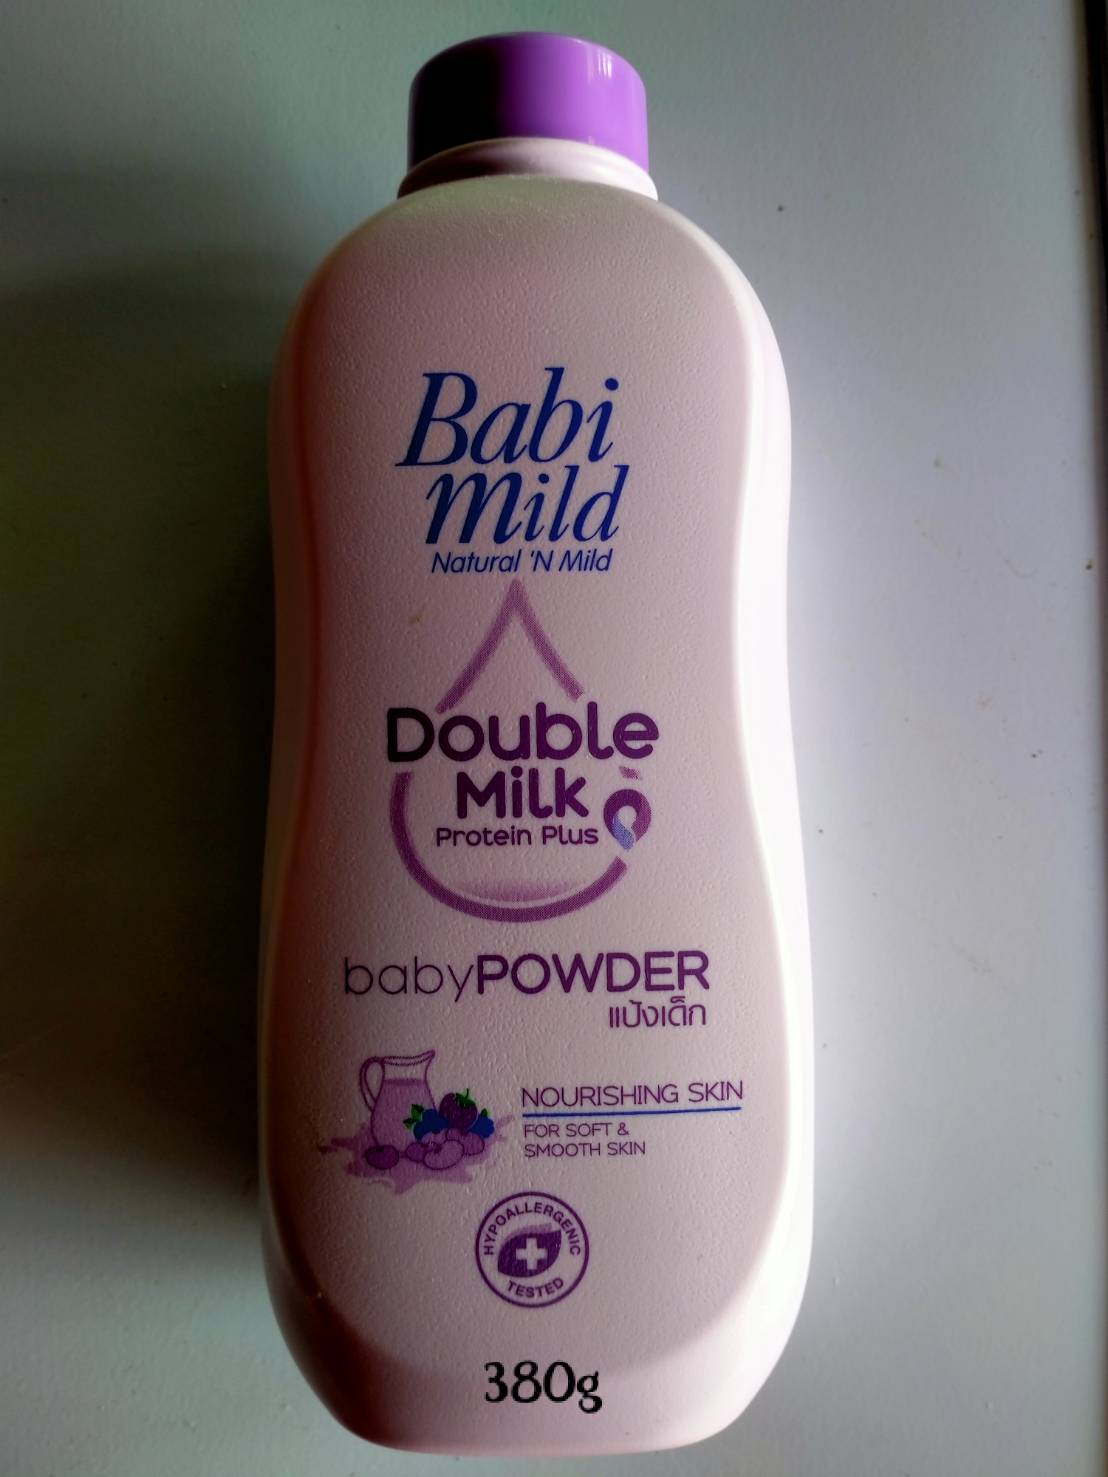 Babi
Mild
Natural 'N Mild
Double
Milk
Protein Plus
babyPOWDER
แป้งเด็ก
NOURISHING SKIN
FOR SOFT &
SMOOTH SKIN
HYPOALLERGENIC
TESTED
380g